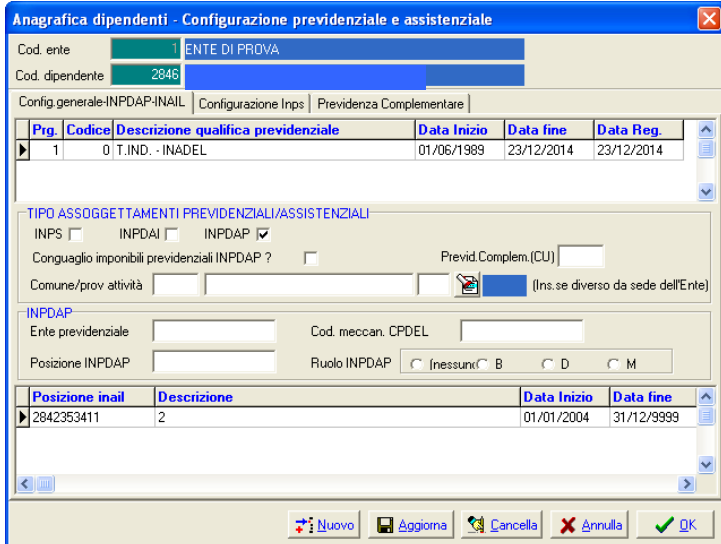 Anagrafica dipendenti - Configurazione previdenziale e assistenziale
Cod. ente 1 ENTE DI PROVA
Cod. dipendente 2846
Config.generale-INPDAP-INAIL Configurazione Inps Previdenza Complementare
Prg. Codice Descrizione qualifica previdenziale Data Inizio Data fine Data Reg.
1 0 T.IND. - INADEL 01/06/1989 23/12/2014 23/12/2014
TIPO ASSOGGETTAMENTI PREVIDENZIALI/ASSISTENZIALI
INPS INPDAI INPDAP
Conguaglio imponibili previdenziali INPDAP ? Previd.Complem.(CU)
Comune/prov attività (Ins.se diverso da sede dell'Ente)
INPDAP
Ente previdenziale Cod. meccan. CPDEL
Posizione INPDAP Ruolo INPDAP (nessuno B D M
Posizione inail Descrizione Data Inizio Data fine
2842353411 2 01/01/2004 31/12/9999
Nuovo Aggiorna Cancella Annulla OK